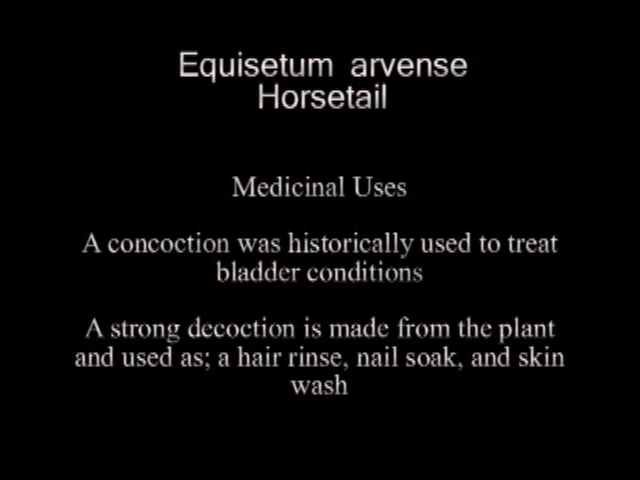 Equisetum arvense
Horsetail
Medicinal Uses
A concoction was historically used to treat
bladder conditions
A strong decoction is made from the plant
and used as; a hair rinse, nail soak, and skin
wash